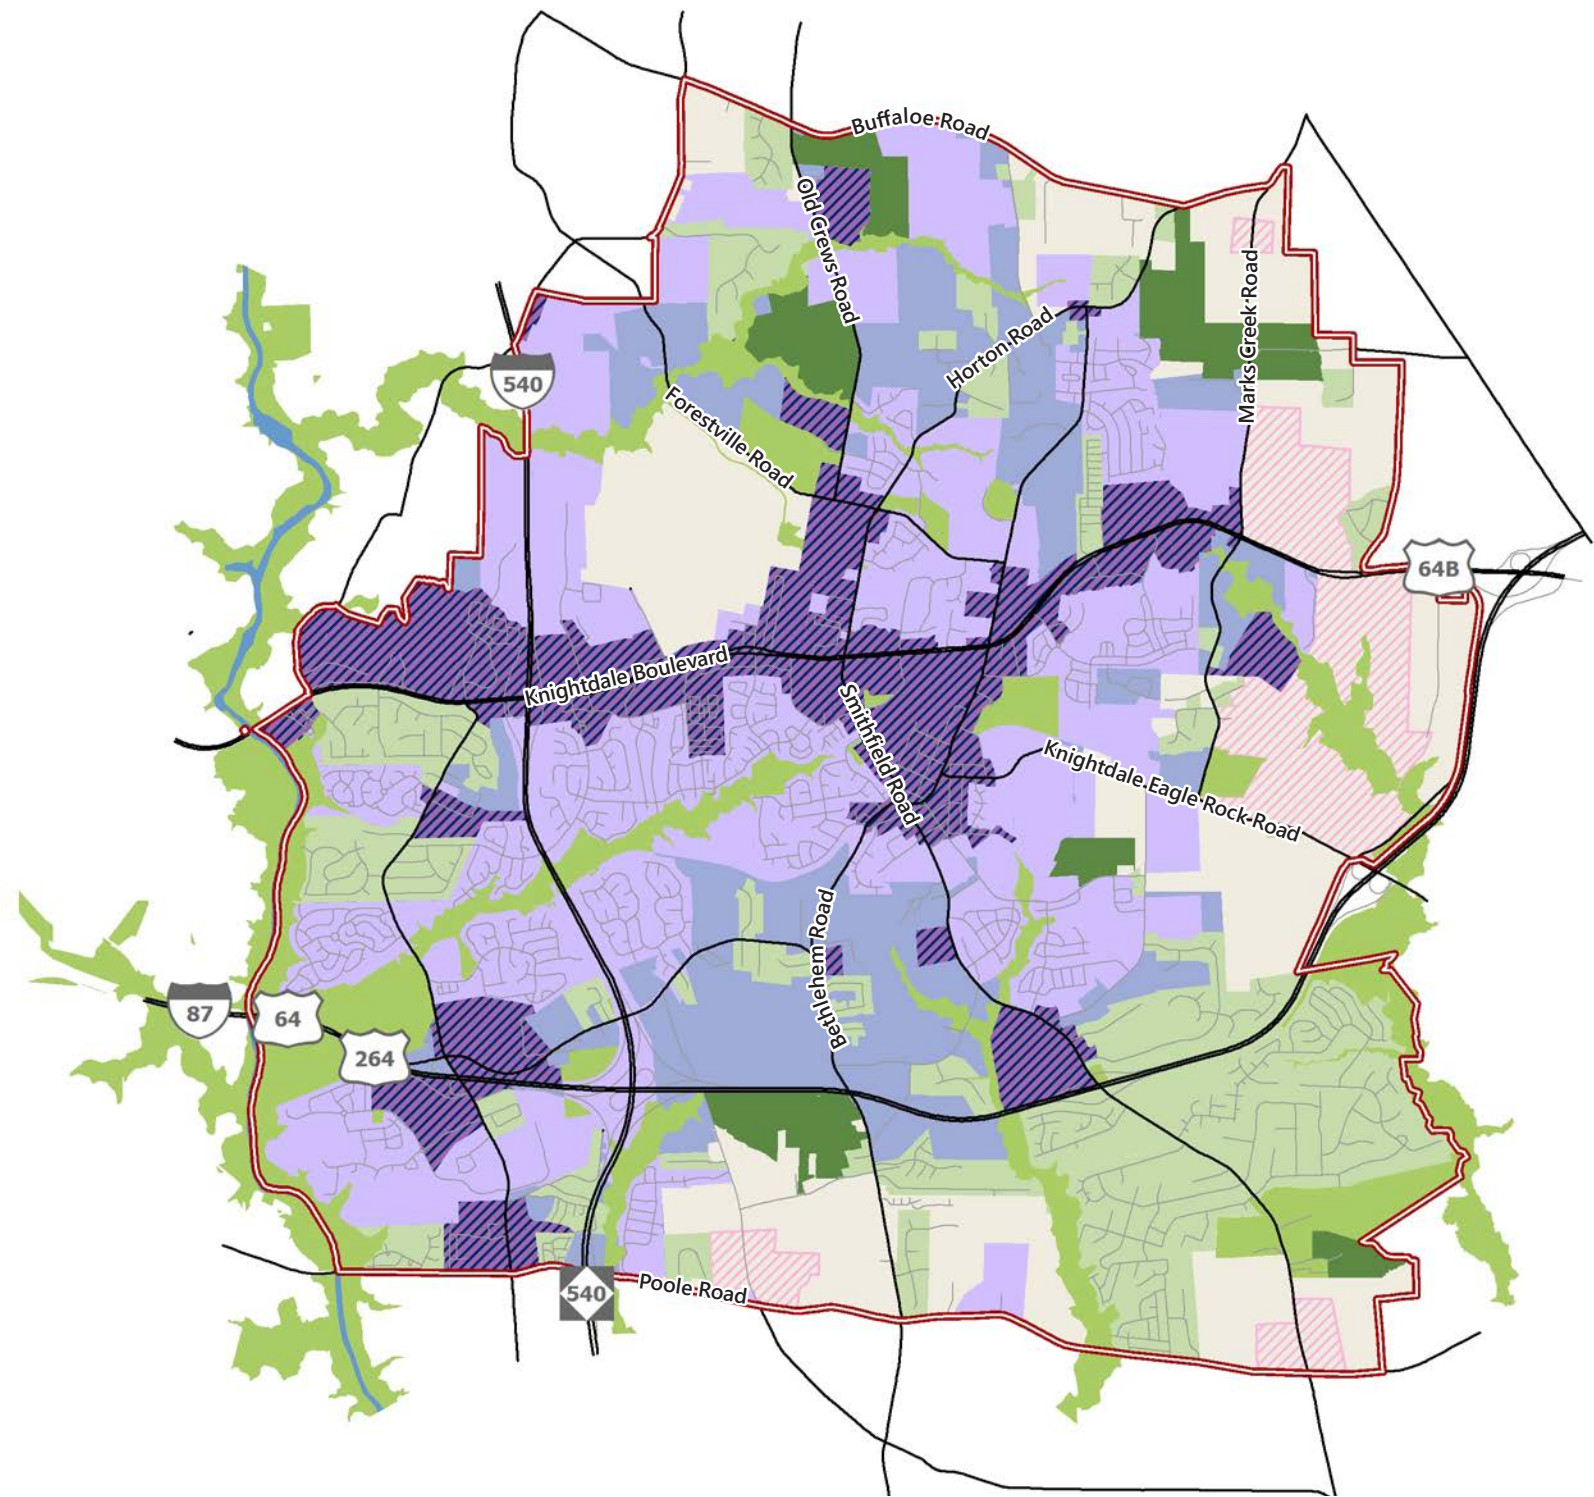 Buffaloe Road
Old Crews Road
Horton Road
Marks Creek Road
540
Forestville Road
64B
Knightdale Boulevard
Smithfield Road
Knightdale Eagle Rock Road
Bethlehem Road
87
64
264
540
Poole Road